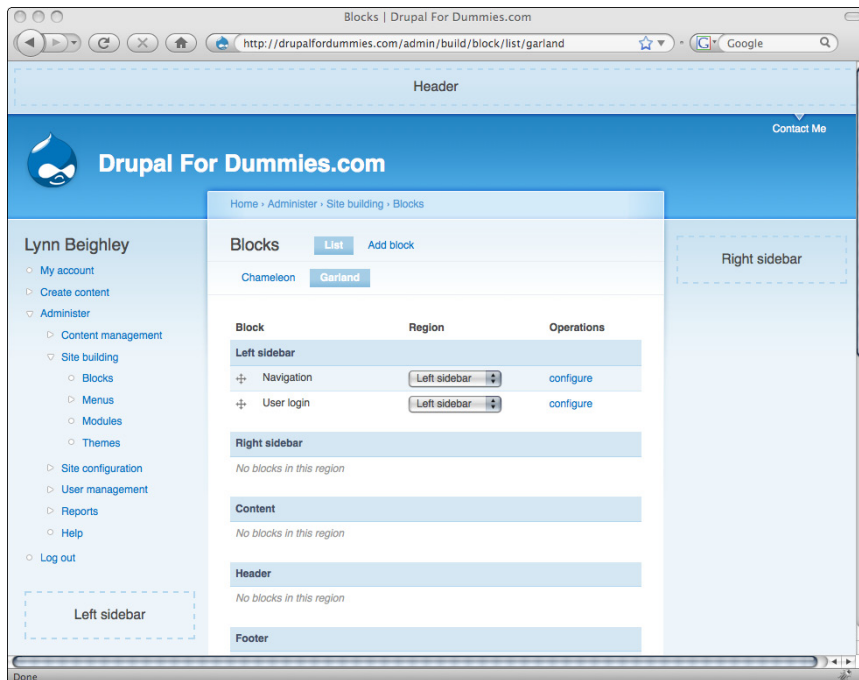 Blocks | Drupal For Dummies.com
http://drupalfordummies.com/admin/build/block/list/garland
G Google
Header
Contact Me
Drupal For Dummies.com
Home › Administer › Site building › Blocks
Lynn Beighley
My account
Create content
Administer
Content management
Site building
Blocks
Menus
Modules
Themes
Site configuration
User management
Reports
Help
Log out
Left sidebar
Blocks List Add block
Chameleon Garland
Block Region Operations
Left sidebar
Navigation Left sidebar configure
User login Left sidebar configure
Right sidebar
No blocks in this region
Content
No blocks in this region
Header
No blocks in this region
Footer
Right sidebar
Done